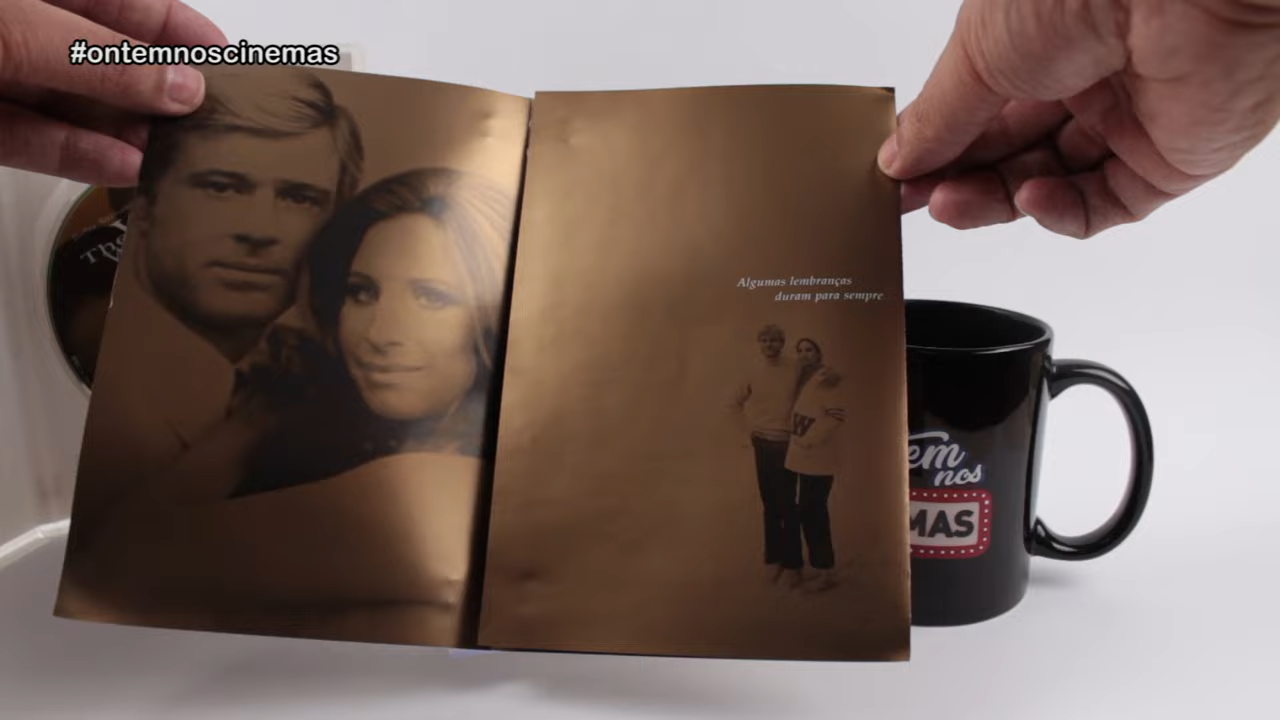 #ontemnoscinemas
Algumas lembranças
duram para sempre
em
nos
MAS